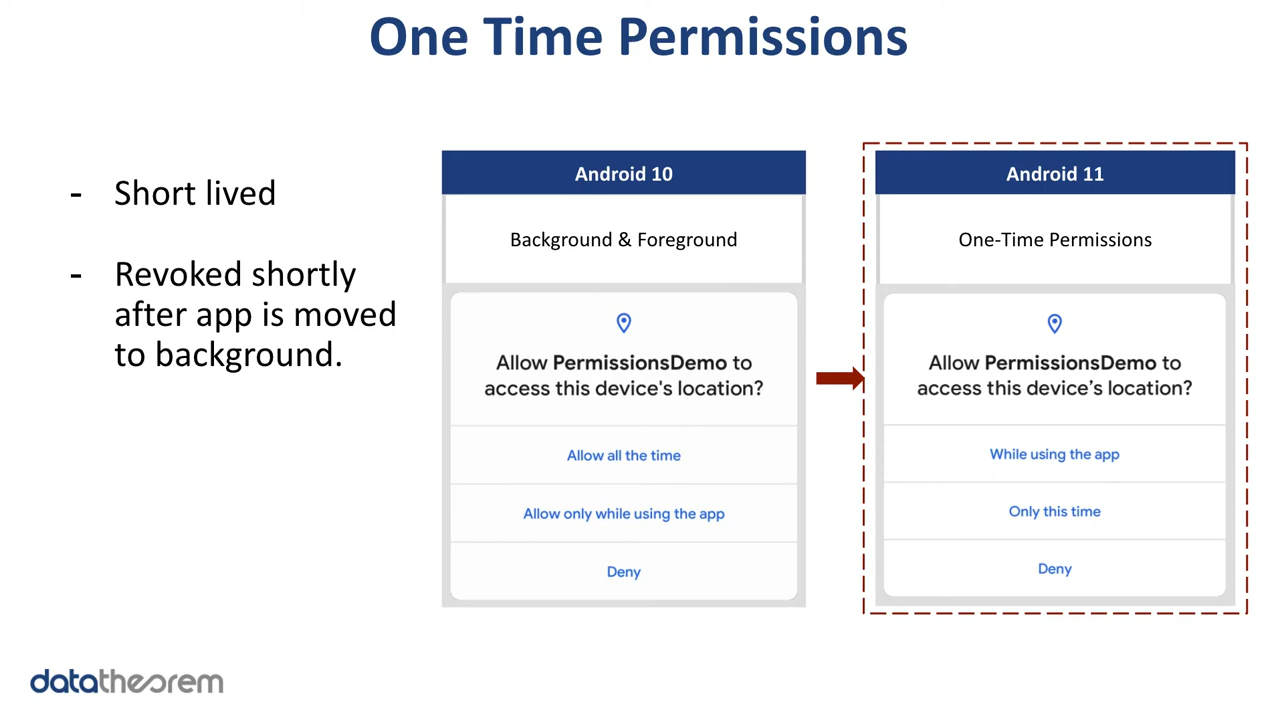 One Time Permissions
- Short lived
- Revoked shortly
after app is moved
to background.
Android 10
Background & Foreground
Allow PermissionsDemo to
access this device's location?
Allow all the time
Allow only while using the app
Deny
Android 11
One-Time Permissions
Allow PermissionsDemo to
access this device’s location?
While using the app
Only this time
Deny
datatheorem